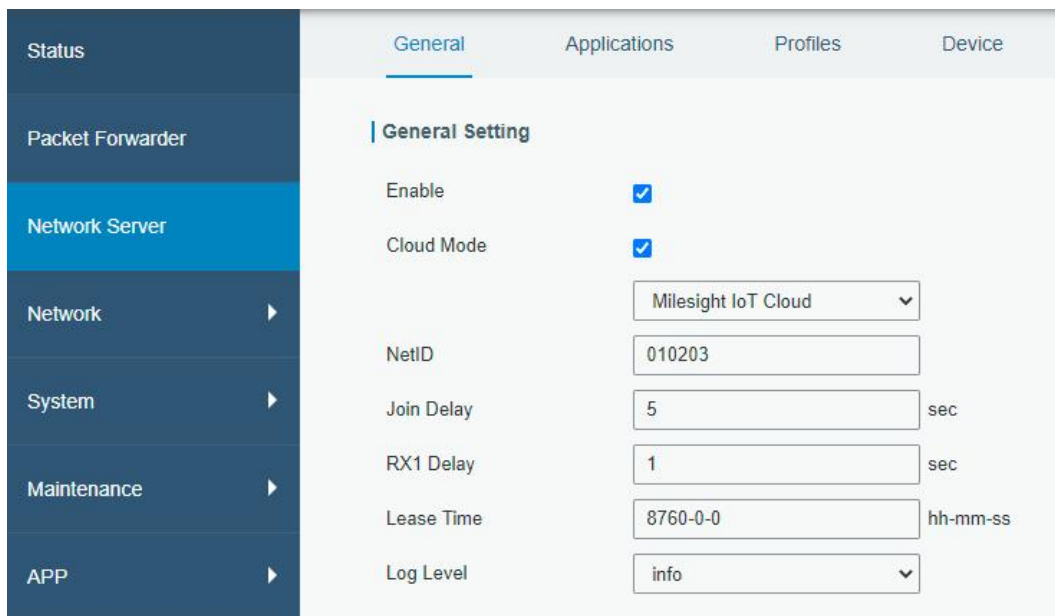 Status
Packet Forwarder
Network Server
Network
System
Maintenance
APP
General Applications Profiles Device
General Setting
Enable
Cloud Mode
Milesight IoT Cloud
NetID 010203
Join Delay 5 sec
RX1 Delay 1 sec
Lease Time 8760-0-0 hh-mm-ss
Log Level info